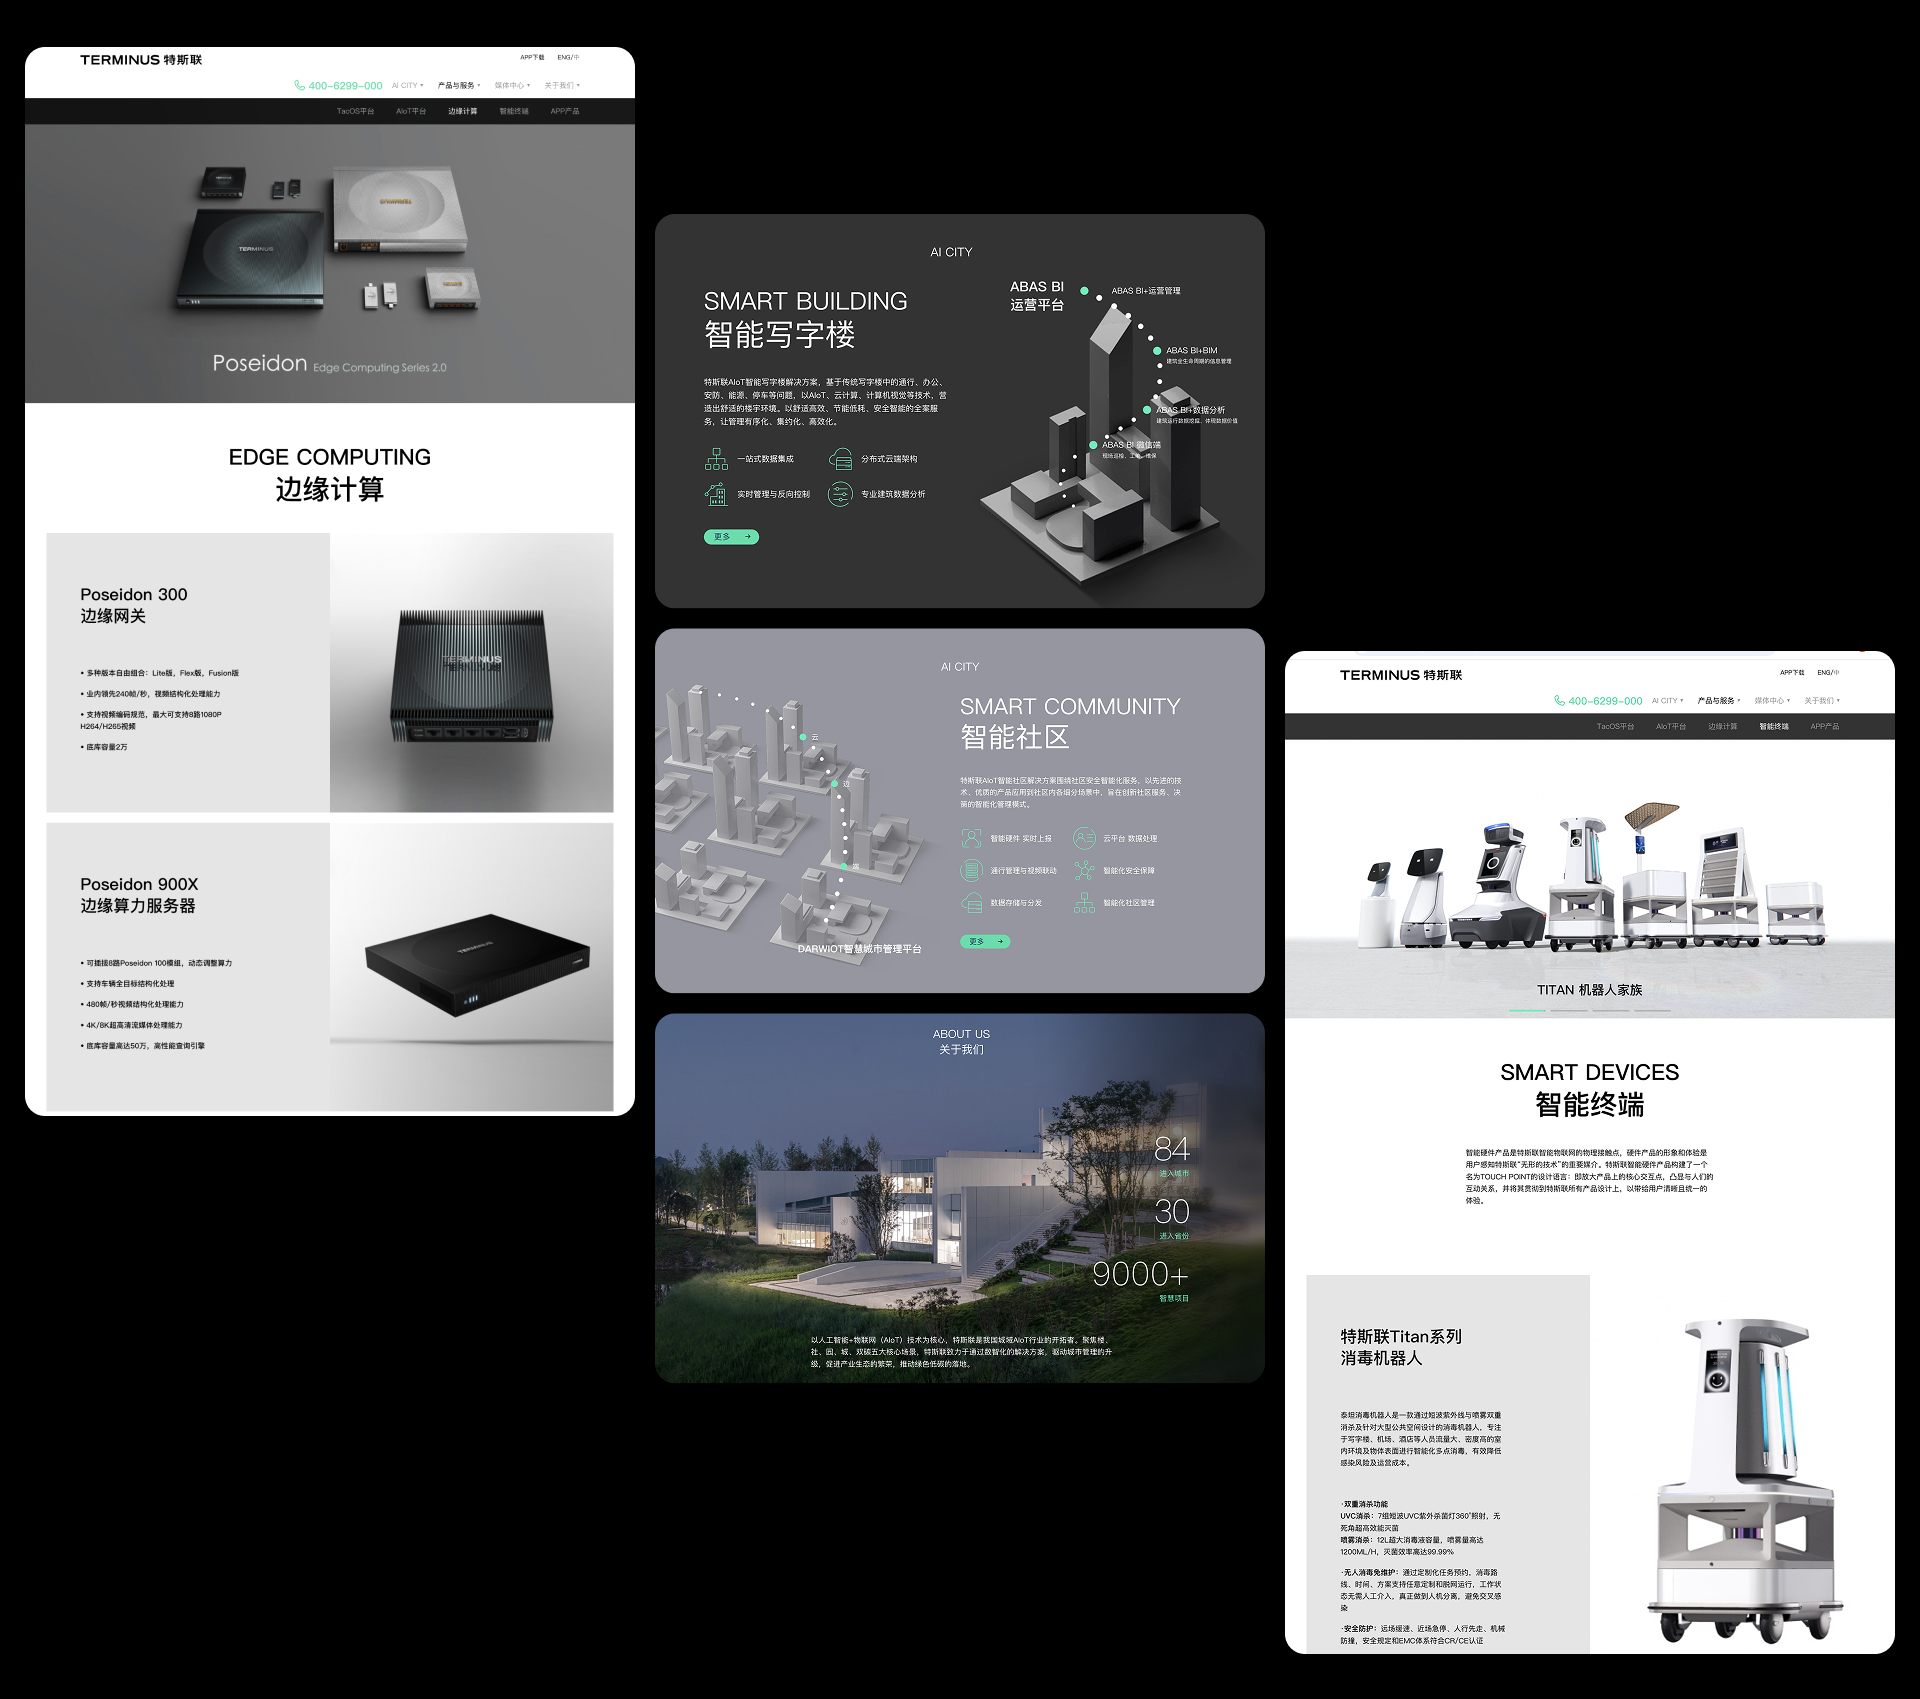 TERMINUS 特斯联
APP下载
ENG/中
400-6299-000
AI CITY
产品与服务
媒体中心
关于我们
TacOS平台
AIoT平台
边缘计算
智能终端
APP产品
TERMINUS
Poseidon Edge Computing Series 2.0
EDGE COMPUTING
边缘计算
Poseidon 300
边缘网关
• 多种版本自由组合：Lite版，Flex版，Fusion版
• 业内领先240帧/秒，视频结构化处理能力
• 支持视频编码规范，最大可支持8路1080P
H264/H265视频
• 底库容量2万
TERMINUS
Poseidon 900X
边缘算力服务器
• 可插接8路Poseidon 100模组，动态调整算力
• 支持车辆全目标结构化处理
• 480帧/秒视频结构化处理能力
• 4K/8K超高清流媒体处理能力
• 底库容量高达50万，高性能查询引擎
TERMINUS
AI CITY
SMART BUILDING
智能写字楼
特斯联AIoT智能写字楼解决方案，基于传统写字楼中的通行、办公、
安防、能源、停车等问题，以AIoT、云计算、计算机视觉等技术，营
造出舒适的楼宇环境。以舒适高效、节能低耗、安全智能的全案服
务，让管理有序化、集约化、高效化。
一站式数据集成
分布式云端架构
实时管理与反向控制
专业建筑数据分析
更多 →
ABAS BI
运营平台
ABAS BI+运营管理
ABAS BI+BIM
建筑全生命周期的信息管理
ABAS BI+数据分析
建筑运行数据挖掘、体现数据价值
ABAS BI 微信端
现场巡检、工单、维保
AI CITY
SMART COMMUNITY
智能社区
特斯联AIoT智能社区解决方案围绕社区安全智能化服务，以先进的技
术、优质的产品应用到社区内各细分场景中，旨在创新社区服务、决
策的智能化管理模式。
智能硬件 实时上报
云平台 数据处理
通行管理与视频联动
智能化安全保障
数据存储与分发
智能化社区管理
更多 →
云
边
端
DARWIOT智慧城市管理平台
ABOUT US
关于我们
84
进入城市
30
进入省份
9000+
智慧项目
以人工智能+物联网（AIoT）技术为核心，特斯联是我国城域AIoT行业的开拓者。聚焦楼、
社、园、城、双碳五大核心场景，特斯联致力于通过数智化的解决方案，驱动城市管理的升
级，促进产业生态的繁荣，推动绿色低碳的落地。
TERMINUS 特斯联
APP下载
ENG/中
400-6299-000
AI CITY
产品与服务
媒体中心
关于我们
TacOS平台
AIoT平台
边缘计算
智能终端
APP产品
TITAN 机器人家族
SMART DEVICES
智能终端
智能硬件产品是特斯联智能物联网的物理接触点，硬件产品的形象和体验是
用户感知特斯联“无形的技术”的重要媒介。特斯联智能硬件产品构建了一个
名为TOUCH POINT的设计语言：即放大产品上的核心交互点，凸显与人们的
互动关系，并将其贯彻到特斯联所有产品设计上，以带给用户清晰且统一的
体验。
特斯联Titan系列
消毒机器人
泰坦消毒机器人是一款通过短波紫外线与喷雾双重
消杀及针对大型公共空间设计的消毒机器人，专注
于写字楼、机场、酒店等人员流量大、密度高的室
内环境及物体表面进行智能化多点消毒，有效降低
感染风险及运营成本。
·双重消杀功能
UVC消杀：7组短波UVC紫外杀菌灯360°照射，无
死角超高效能灭菌
喷雾消杀：12L超大消毒液容量，喷雾量高达
1200ML/H，灭菌效率高达99.99%
·无人消毒免维护：通过定制化任务预约，消毒路
线、时间、方案支持任意定制和脱网运行，工作状
态无需人工介入，真正做到人机分离，避免交叉感
染
·安全防护：远场缓速、近场急停、人行先走、机械
防撞，安全规定和EMC体系符合CR/CE认证